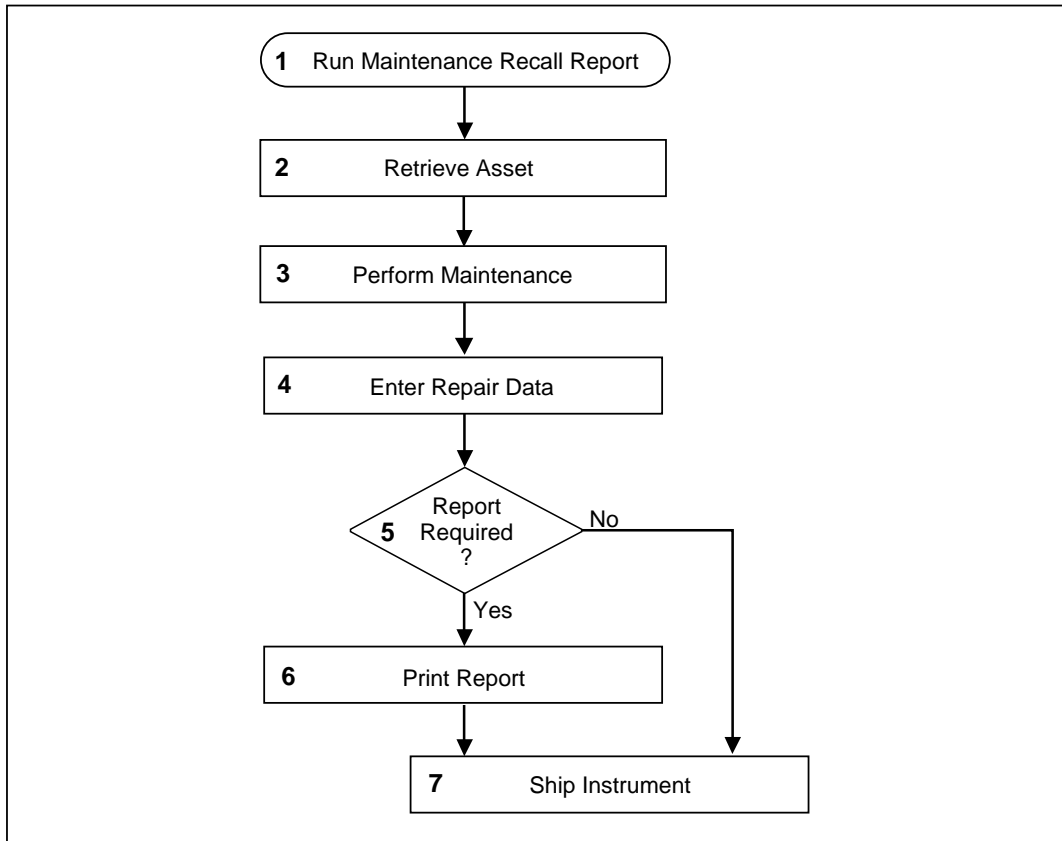 1 Run Maintenance Recall Report
2 Retrieve Asset
3 Perform Maintenance
4 Enter Repair Data
5 Report
Required
?
No
Yes
6 Print Report
7 Ship Instrument